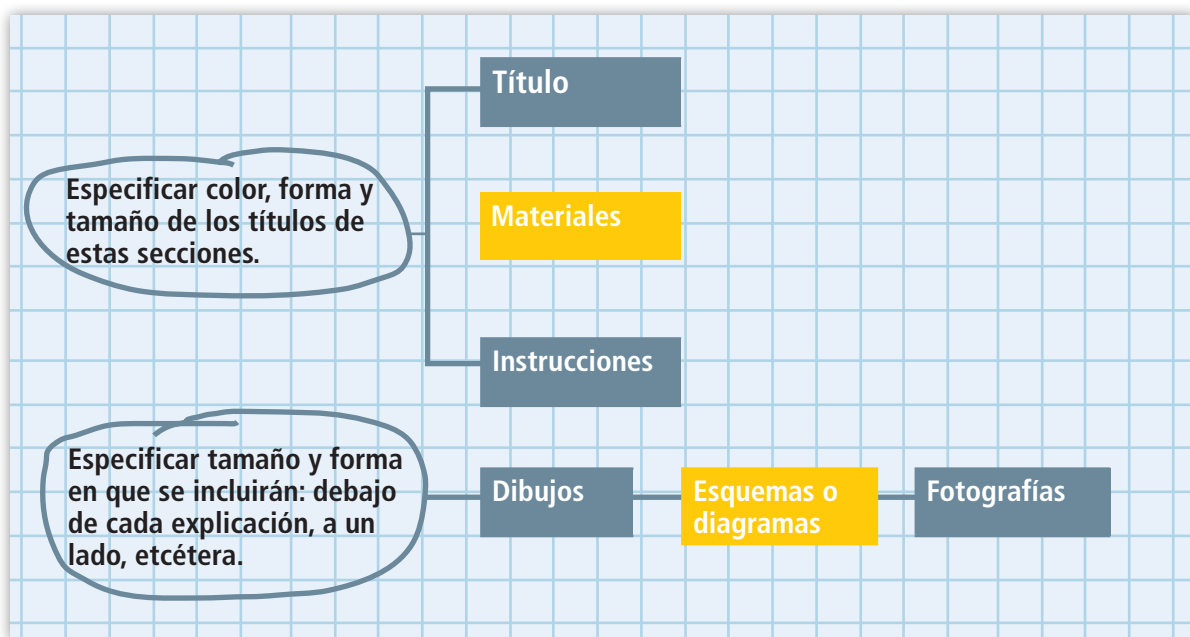 Título
Especificar color, forma y
tamaño de los títulos de
estas secciones.
Materiales
Instrucciones
Especificar tamaño y forma
en que se incluirán: debajo
de cada explicación, a un
lado, etcétera.
Dibujos
Esquemas o
diagramas
Fotografías